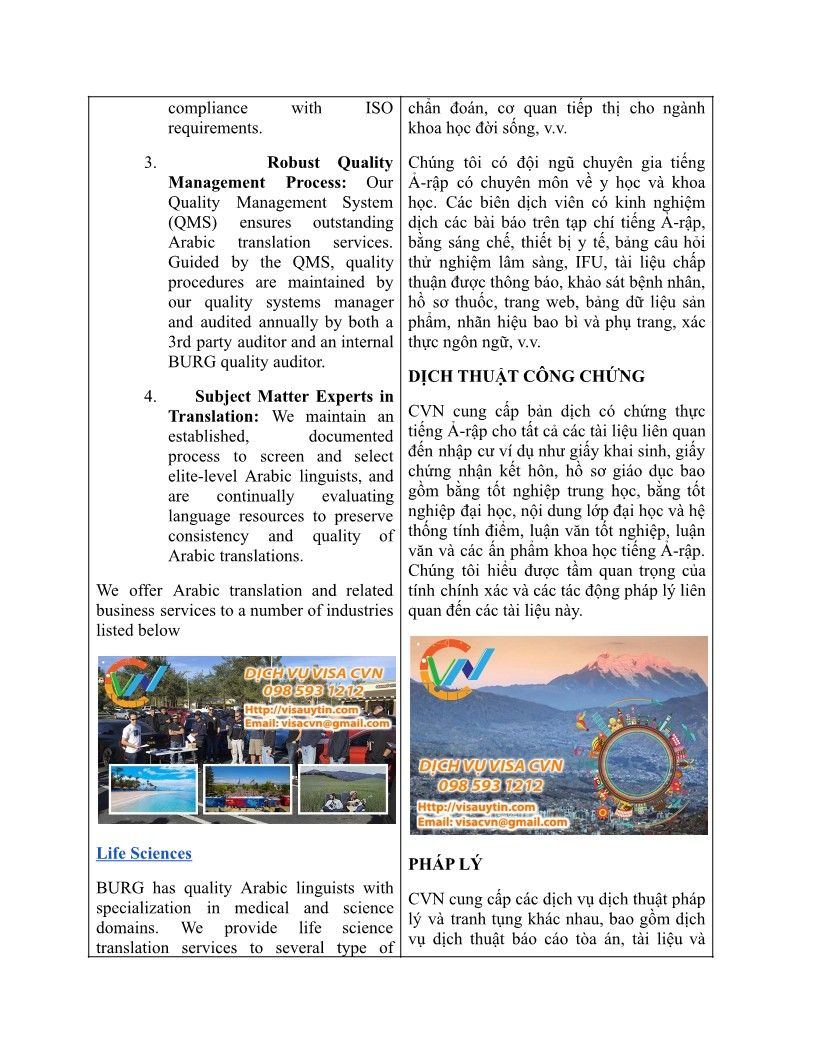 compliance with ISO
requirements.
3. Robust Quality
Management Process: Our
Quality Management System
(QMS) ensures outstanding
Arabic translation services.
Guided by the QMS, quality
procedures are maintained by
our quality systems manager
and audited annually by both a
3rd party auditor and an internal
BURG quality auditor.
4. Subject Matter Experts in
Translation: We maintain an
established, documented
process to screen and select
elite-level Arabic linguists, and
are continually evaluating
language resources to preserve
consistency and quality of
Arabic translations.
We offer Arabic translation and related
business services to a number of industries
listed below
DỊCH VỤ VISA CVN
098 593 1212
Http://visauytin.com
Email: visacvn@gmail.com
Life Sciences
BURG has quality Arabic linguists with
specialization in medical and science
domains. We provide life science
translation services to several type of
chẩn đoán, cơ quan tiếp thị cho ngành
khoa học đời sống, v.v.
Chúng tôi có đội ngũ chuyên gia tiếng
Ả-rập có chuyên môn về y học và khoa
học. Các biên dịch viên có kinh nghiệm
dịch các bài báo trên tạp chí tiếng Ả-rập,
bằng sáng chế, thiết bị y tế, bảng câu hỏi
thử nghiệm lâm sàng, IFU, tài liệu chấp
thuận được thông báo, khảo sát bệnh nhân,
hồ sơ thuốc, trang web, bảng dữ liệu sản
phẩm, nhãn hiệu bao bì và phụ trang, xác
thực ngôn ngữ, v.v.
DỊCH THUẬT CÔNG CHỨNG
CVN cung cấp bản dịch có chứng thực
tiếng Ả-rập cho tất cả các tài liệu liên quan
đến nhập cư ví dụ như giấy khai sinh, giấy
chứng nhận kết hôn, hồ sơ giáo dục bao
gồm bằng tốt nghiệp trung học, bằng tốt
nghiệp đại học, nội dung lớp đại học và hệ
thống tính điểm, luận văn tốt nghiệp, luận
văn và các ấn phẩm khoa học tiếng Ả-rập.
Chúng tôi hiểu được tầm quan trọng của
tính chính xác và các tác động pháp lý liên
quan đến các tài liệu này.
DỊCH VỤ VISA CVN
098 593 1212
Http://visauytin.com
Email: visacvn@gmail.com
PHÁP LÝ
CVN cung cấp các dịch vụ dịch thuật pháp
lý và tranh tụng khác nhau, bao gồm dịch
vụ dịch thuật báo cáo tòa án, tài liệu và